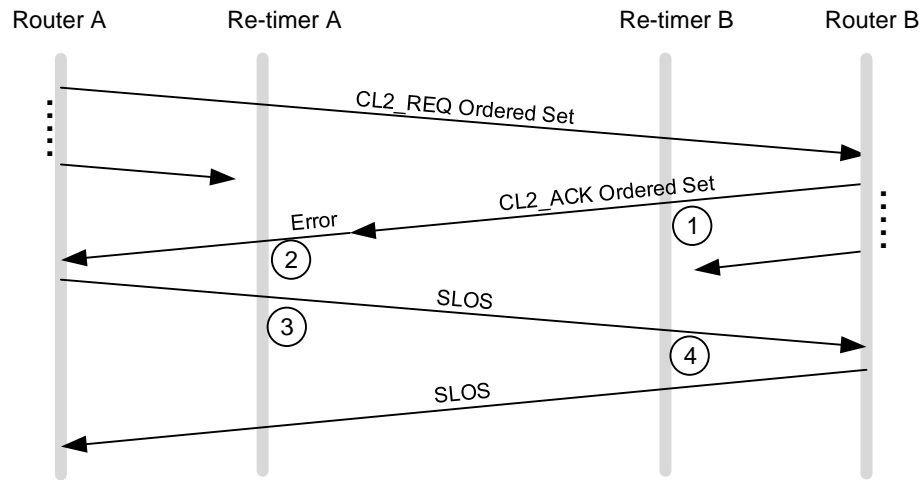 Router A
Re-timer A
Re-timer B
Router B
CL2_REQ Ordered Set
CL2_ACK Ordered Set
1
Error
2
SLOS
3
4
SLOS